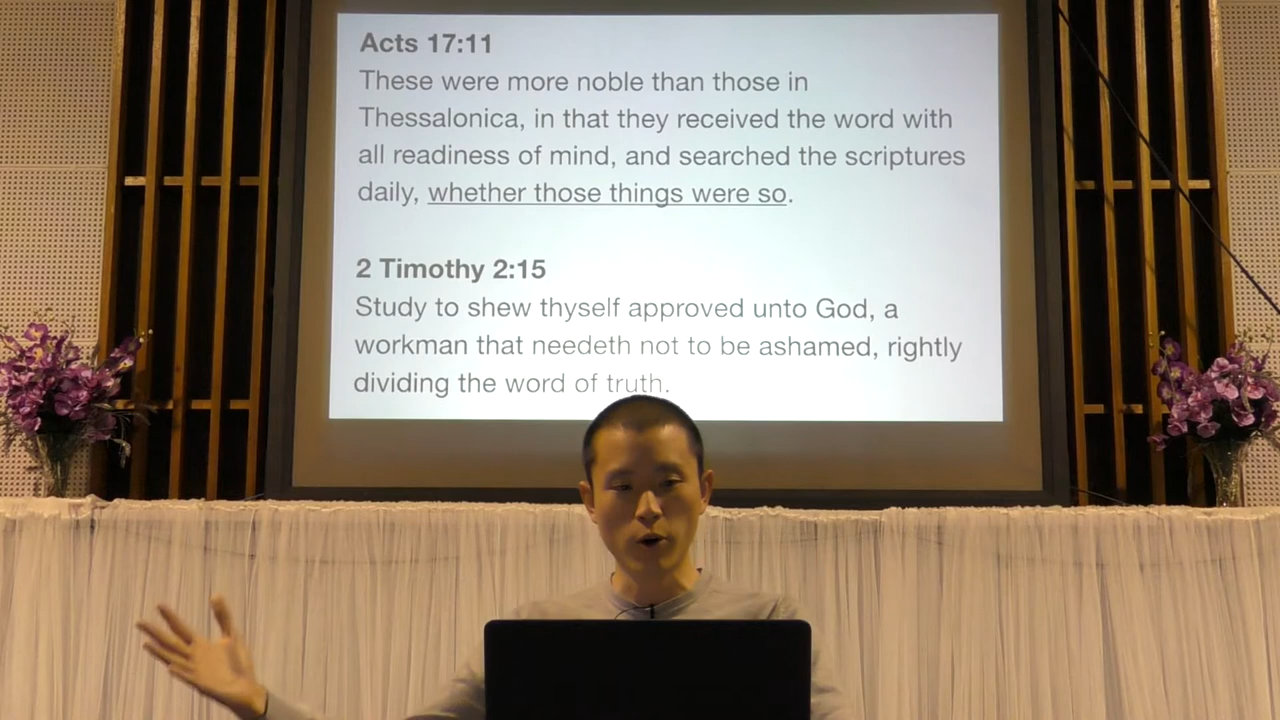 Acts 17:11
These were more noble than those in
Thessalonica, in that they received the word with
all readiness of mind, and searched the scriptures
daily, whether those things were so.
2 Timothy 2:15
Study to shew thyself approved unto God, a
workman that needeth not to be ashamed, rightly
dividing the word of truth.